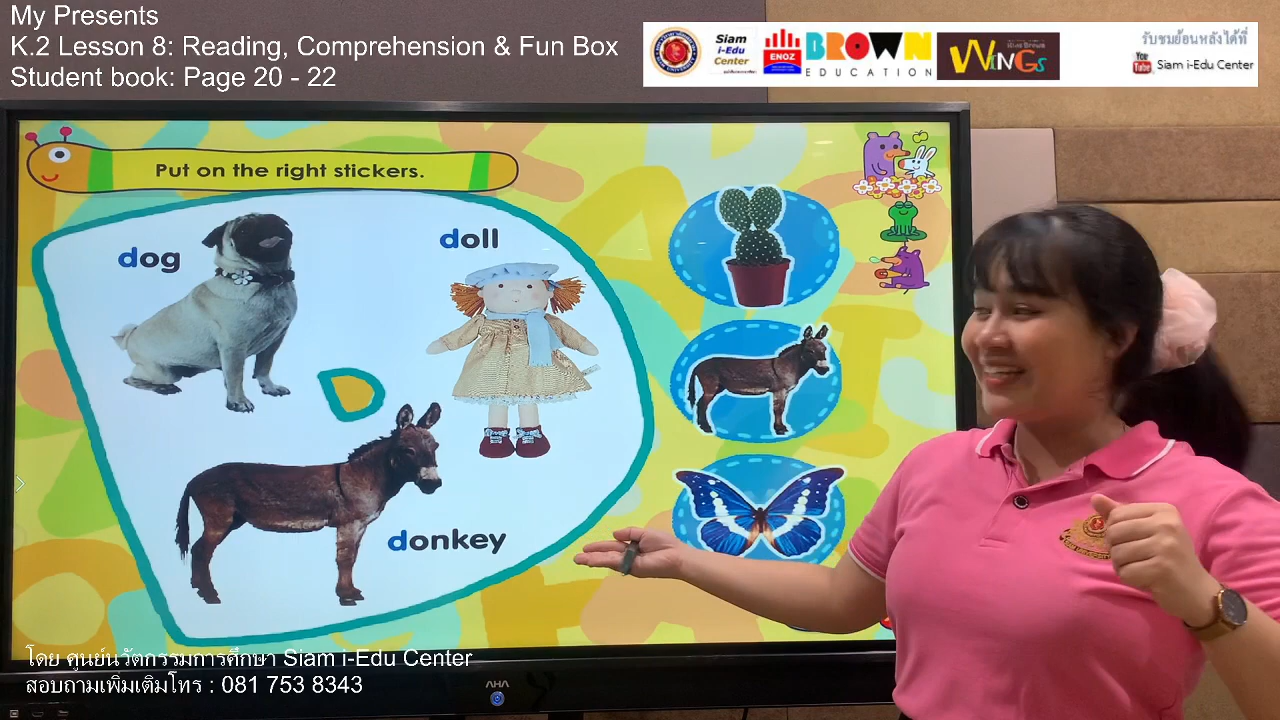 My Presents
K.2 Lesson 8: Reading, Comprehension & Fun Box
Student book: Page 20 - 22
Siam
i-Edu
Center
ENOZ
BROWN
EDUCATION
WiNGs
รับชมย้อนหลังได้ที่
You
Tube
Siam i-Edu Center
Put on the right stickers.
dog
doll
donkey
โดย ศูนย์นวัตกรรมการศึกษา Siam i-Edu Center
สอบถามเพิ่มเติมโทร : 081 753 8343
AHA